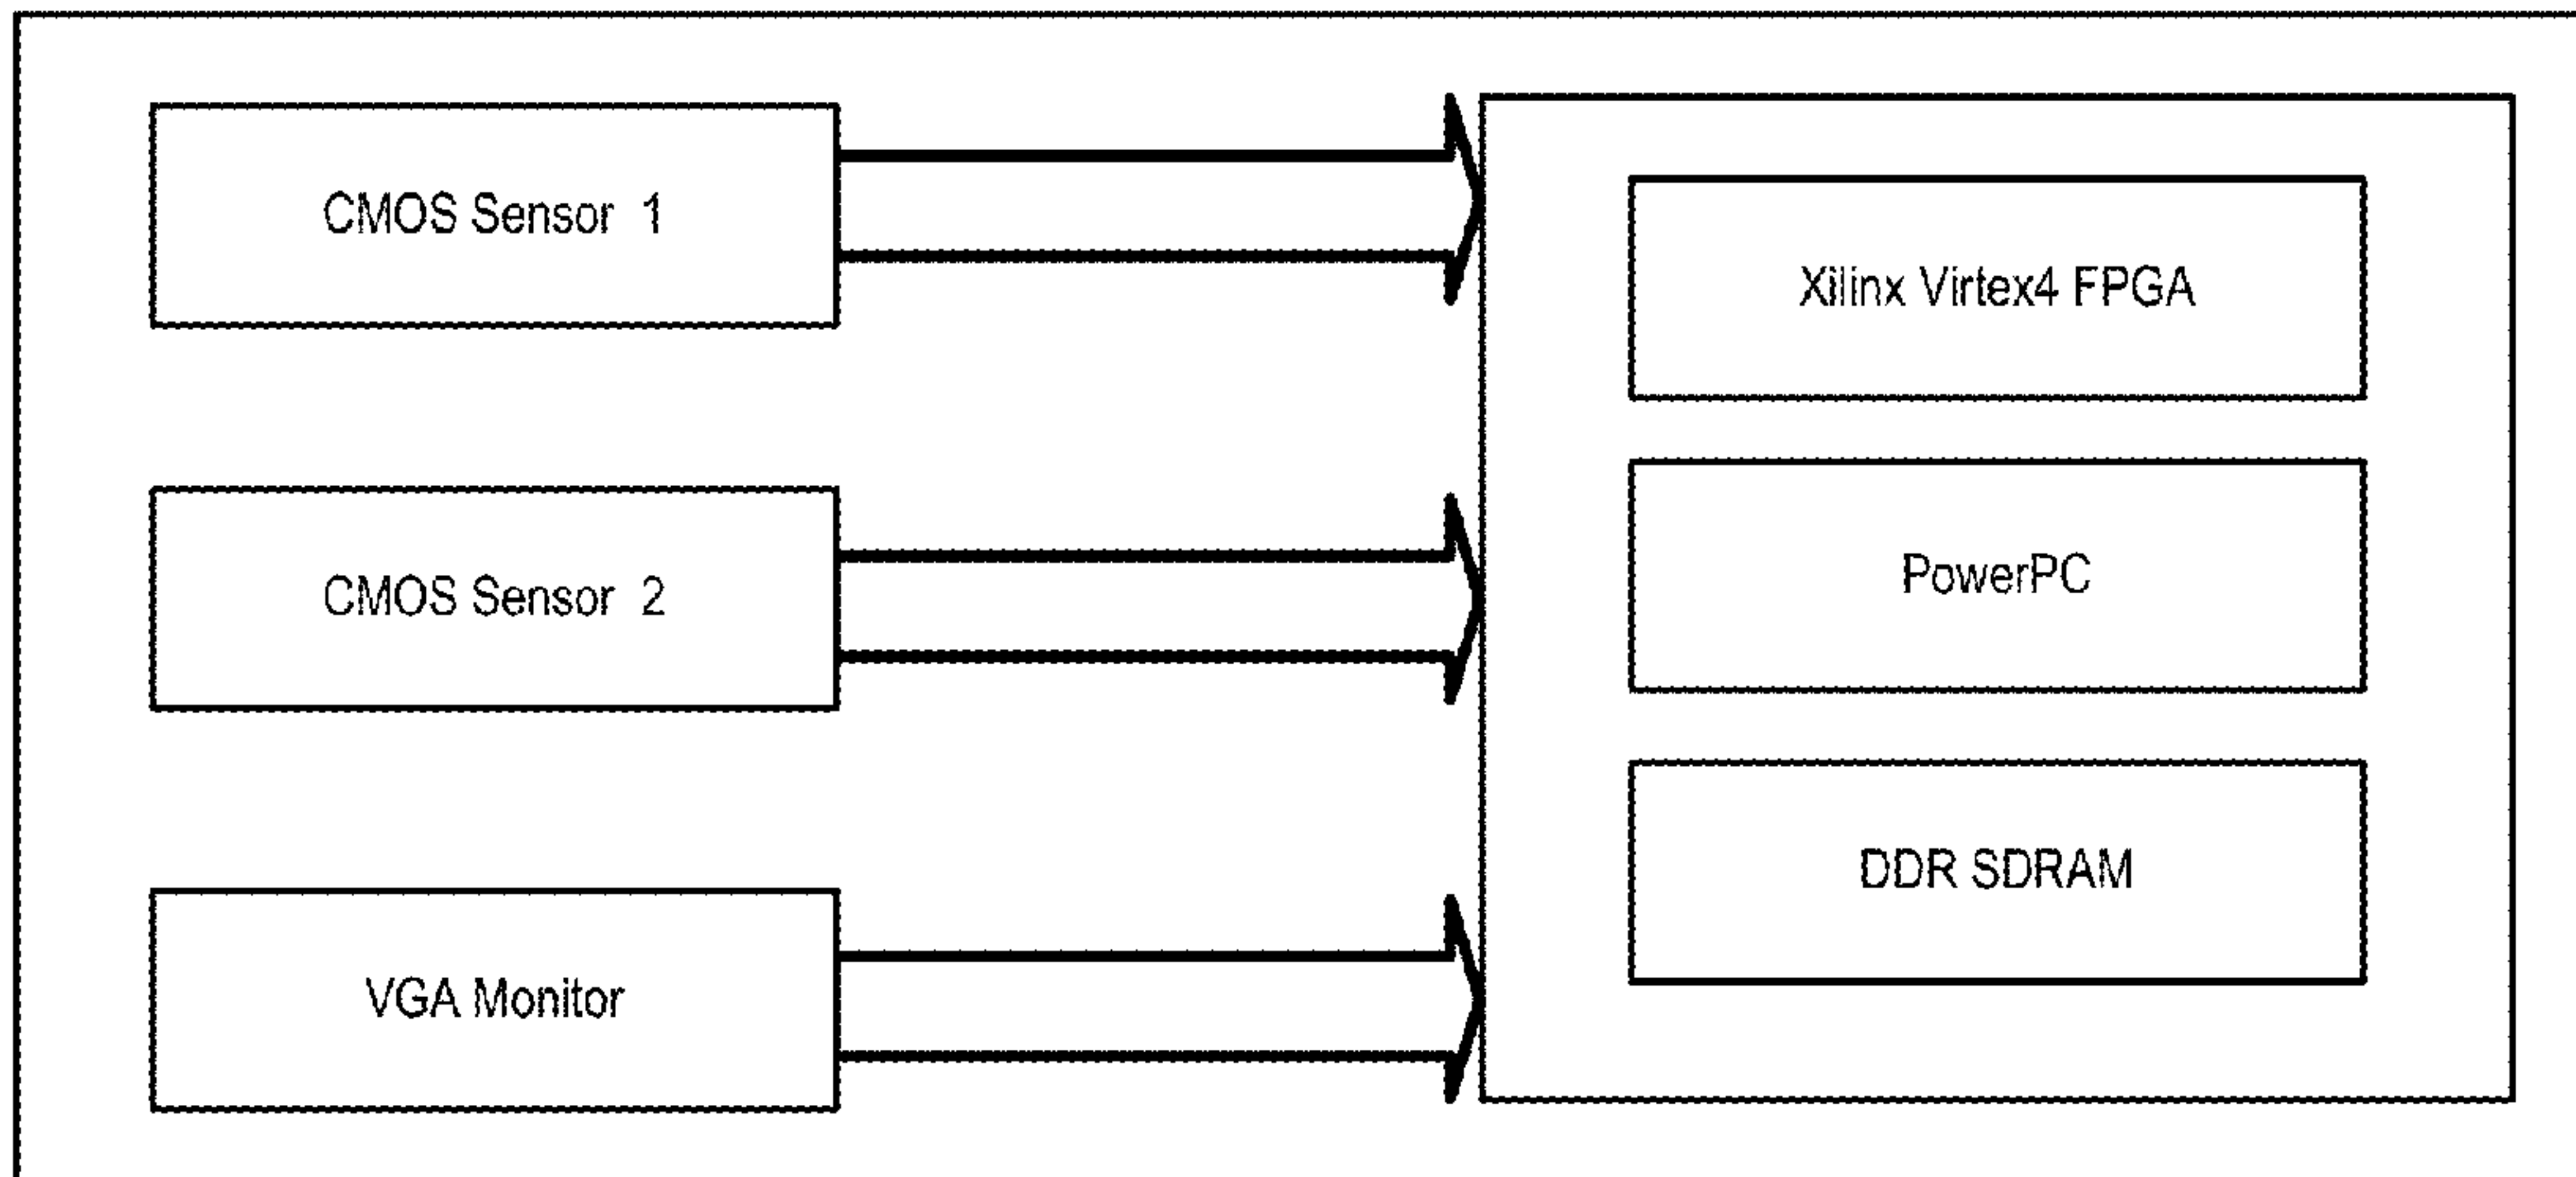 CMOS Sensor 1
Xilinx Virtex4 FPGA
CMOS Sensor 2
PowerPC
VGA Monitor
DDR SDRAM